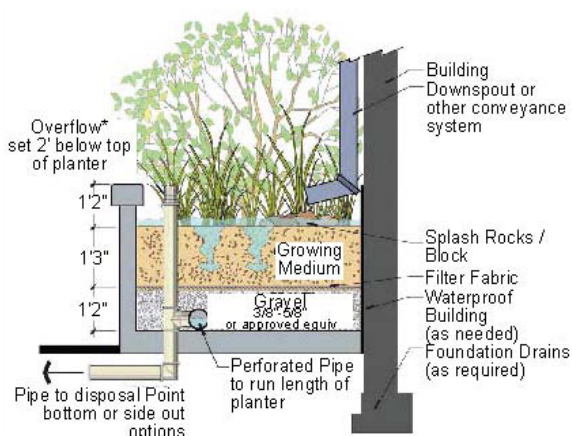 Building
Downspout or
other conveyance
system
Overflow*
set 2' below top
of planter
1'2"
1'3"
1'2"
Growing
Medium
Gravel
3/8"-5/8"
or approved equiv
Splash Rocks /
Block
Filter Fabric
Waterproof
Building
(as needed)
Foundation Drains
(as required)
Perforated Pipe
to run length of
planter
Pipe to disposal Point
bottom or side out
options